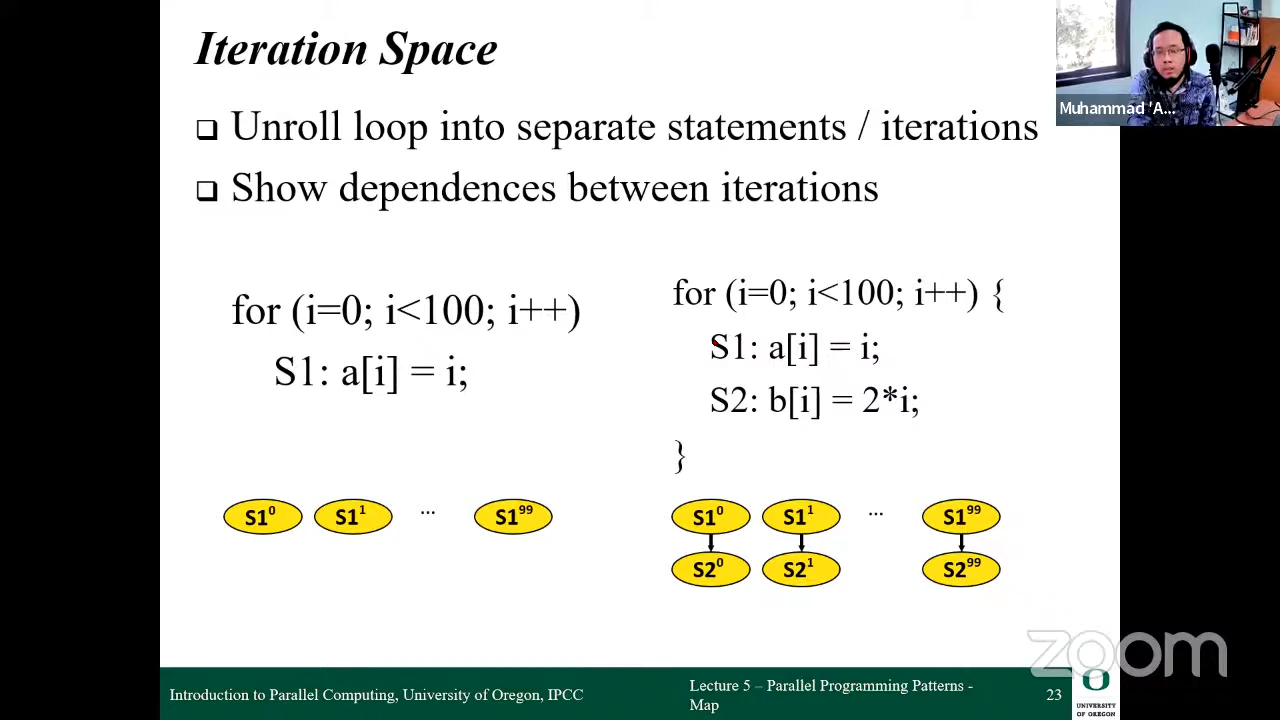 Iteration Space
Unroll loop into separate statements / iterations
Show dependences between iterations
for (i=0; i<100; i++)
S1: a[i] = i;
for (i=0; i<100; i++) {
S1: a[i] = i;
S2: b[i] = 2*i;
}
S1⁰ S1¹ ... S1⁹⁹
S1⁰ S1¹ ... S1⁹⁹
S2⁰ S2¹ S2⁹⁹
Muhammad 'A...
zoom
Introduction to Parallel Computing, University of Oregon, IPCC
Lecture 5 – Parallel Programming Patterns -
Map
23
O
UNIVERSITY
OF OREGON